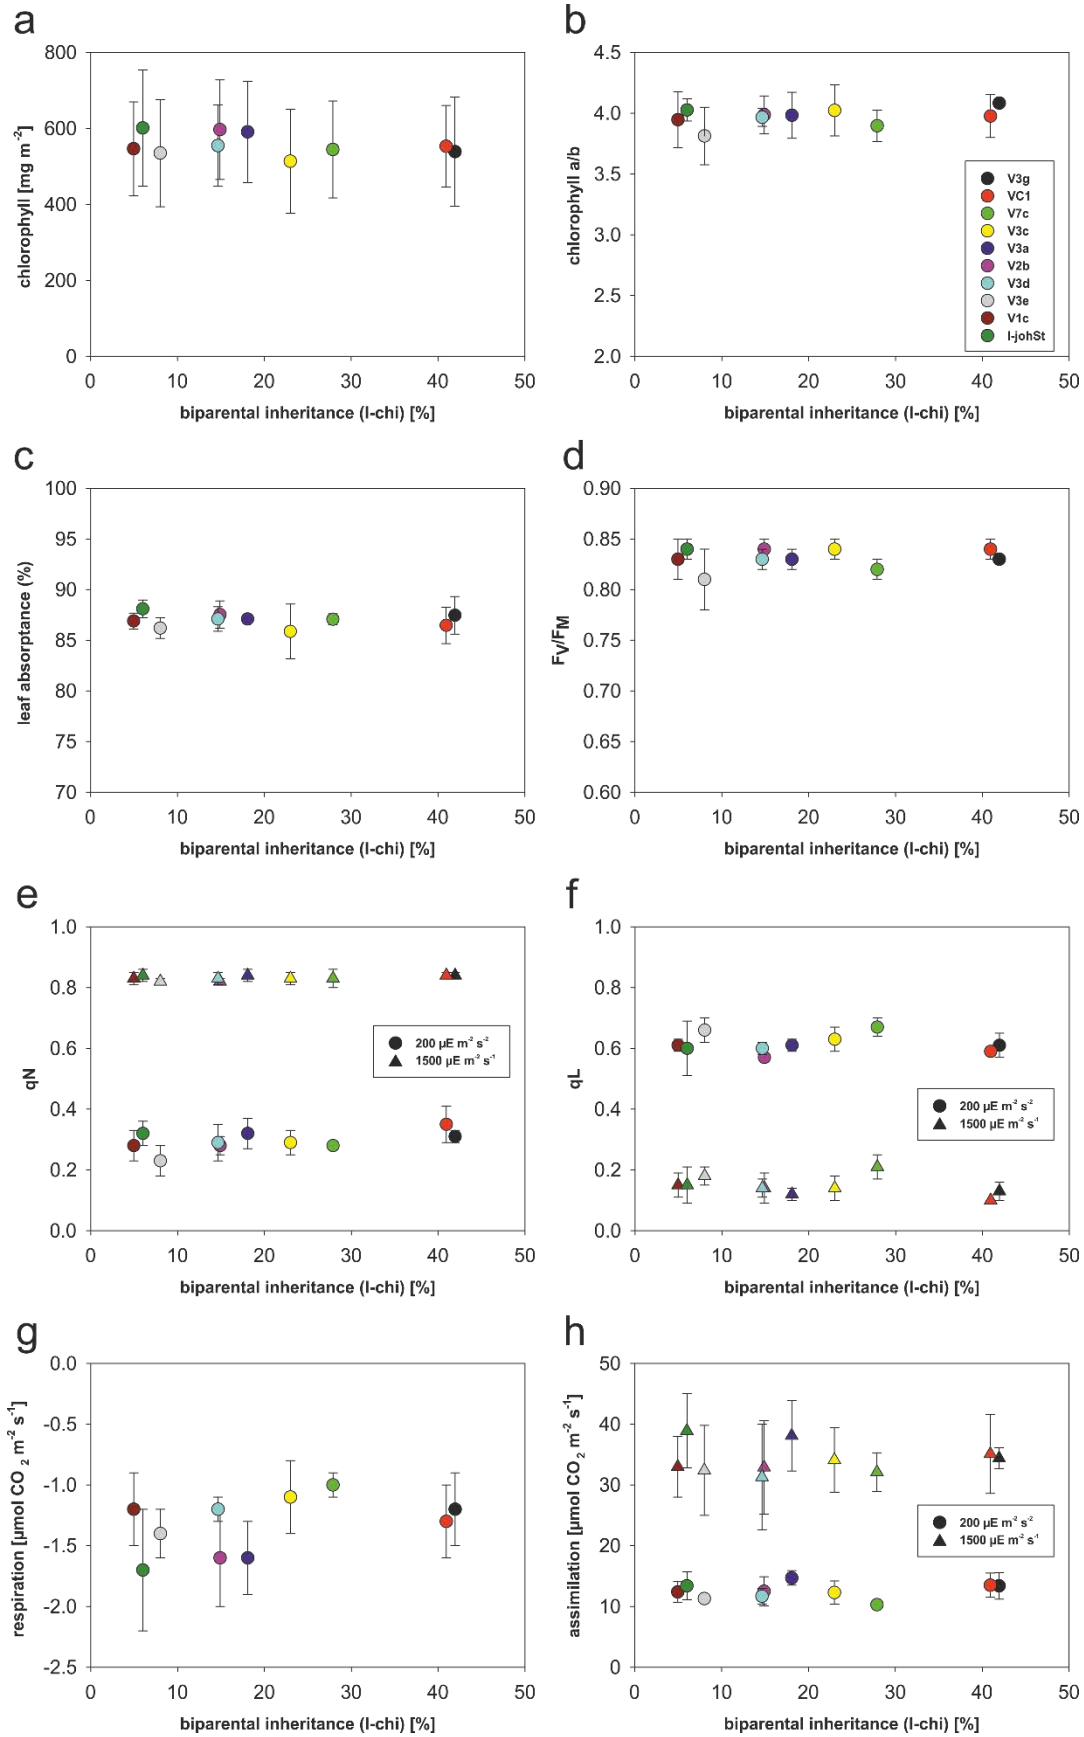 a
chlorophyll [mg m-2]
800
600
400
200
0
0 10 20 30 40 50
biparental inheritance (I-chi) [%]
b
chlorophyll a/b
4.5
4.0
3.5
3.0
2.5
2.0
V3g
VC1
V7c
V3c
V3a
V2b
V3d
V3e
V1c
I-johSt
0 10 20 30 40 50
biparental inheritance (I-chi) [%]
c
leaf absorptance (%)
100
95
90
85
80
75
70
0 10 20 30 40 50
biparental inheritance (I-chi) [%]
d
FV/FM
0.90
0.85
0.80
0.75
0.70
0.65
0.60
0 10 20 30 40 50
biparental inheritance (I-chi) [%]
e
qN
1.0
0.8
0.6
0.4
0.2
0.0
200 µE m-2 s-2
1500 µE m-2 s-1
0 10 20 30 40 50
biparental inheritance (I-chi) [%]
f
qL
1.0
0.8
0.6
0.4
0.2
0.0
200 µE m-2 s-2
1500 µE m-2 s-1
0 10 20 30 40 50
biparental inheritance (I-chi) [%]
g
respiration [µmol CO2 m-2 s-1]
0.0
-0.5
-1.0
-1.5
-2.0
-2.5
0 10 20 30 40 50
biparental inheritance (I-chi) [%]
h
assimilation [µmol CO2 m-2 s-1]
50
40
30
20
10
0
200 µE m-2 s-2
1500 µE m-2 s-1
0 10 20 30 40 50
biparental inheritance (I-chi) [%]